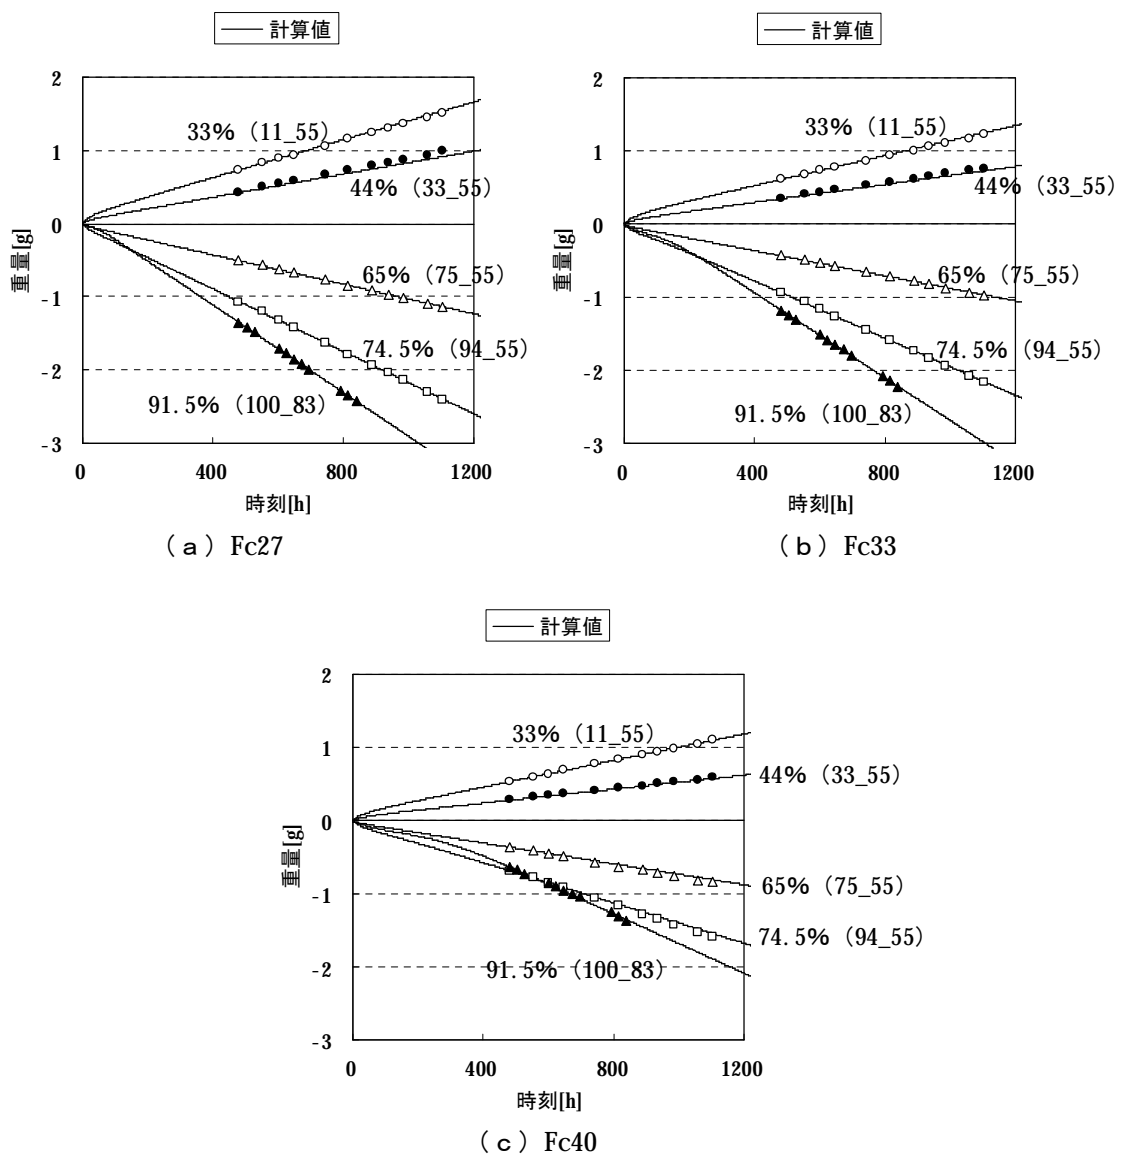 計算値
計算値
2
1
0
-1
-2
-3
重量[g]
33% (11_55)
44% (33_55)
65% (75_55)
74.5% (94_55)
91.5% (100_83)
0 400 800 1200
時刻[h]
(a) Fc27
2
1
0
-1
-2
-3
重量[g]
33% (11_55)
44% (33_55)
65% (75_55)
74.5% (94_55)
91.5% (100_83)
0 400 800 1200
時刻[h]
(b) Fc33
計算値
2
1
0
-1
-2
-3
重量[g]
33% (11_55)
44% (33_55)
65% (75_55)
74.5% (94_55)
91.5% (100_83)
0 400 800 1200
時刻[h]
(c) Fc40